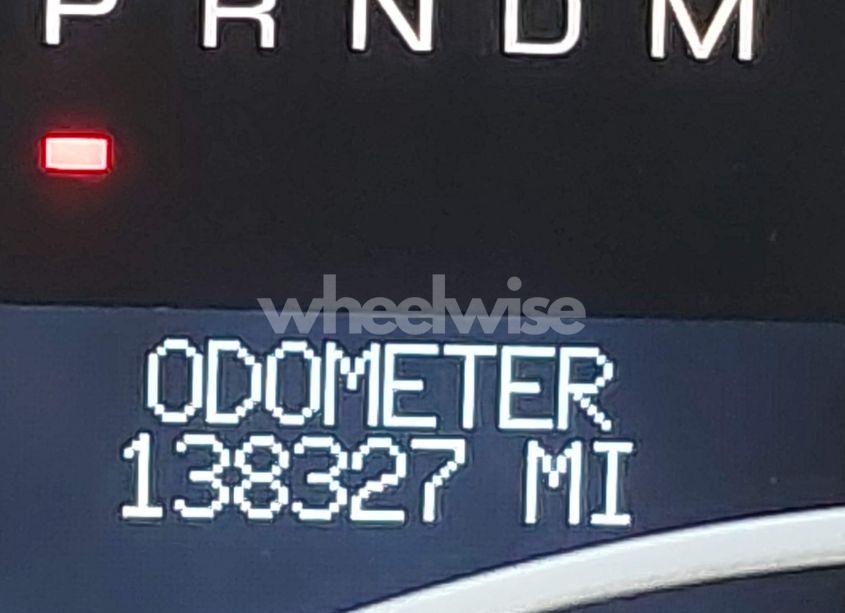 P R N D M
wheelwise
ODOMETER
138327 MI